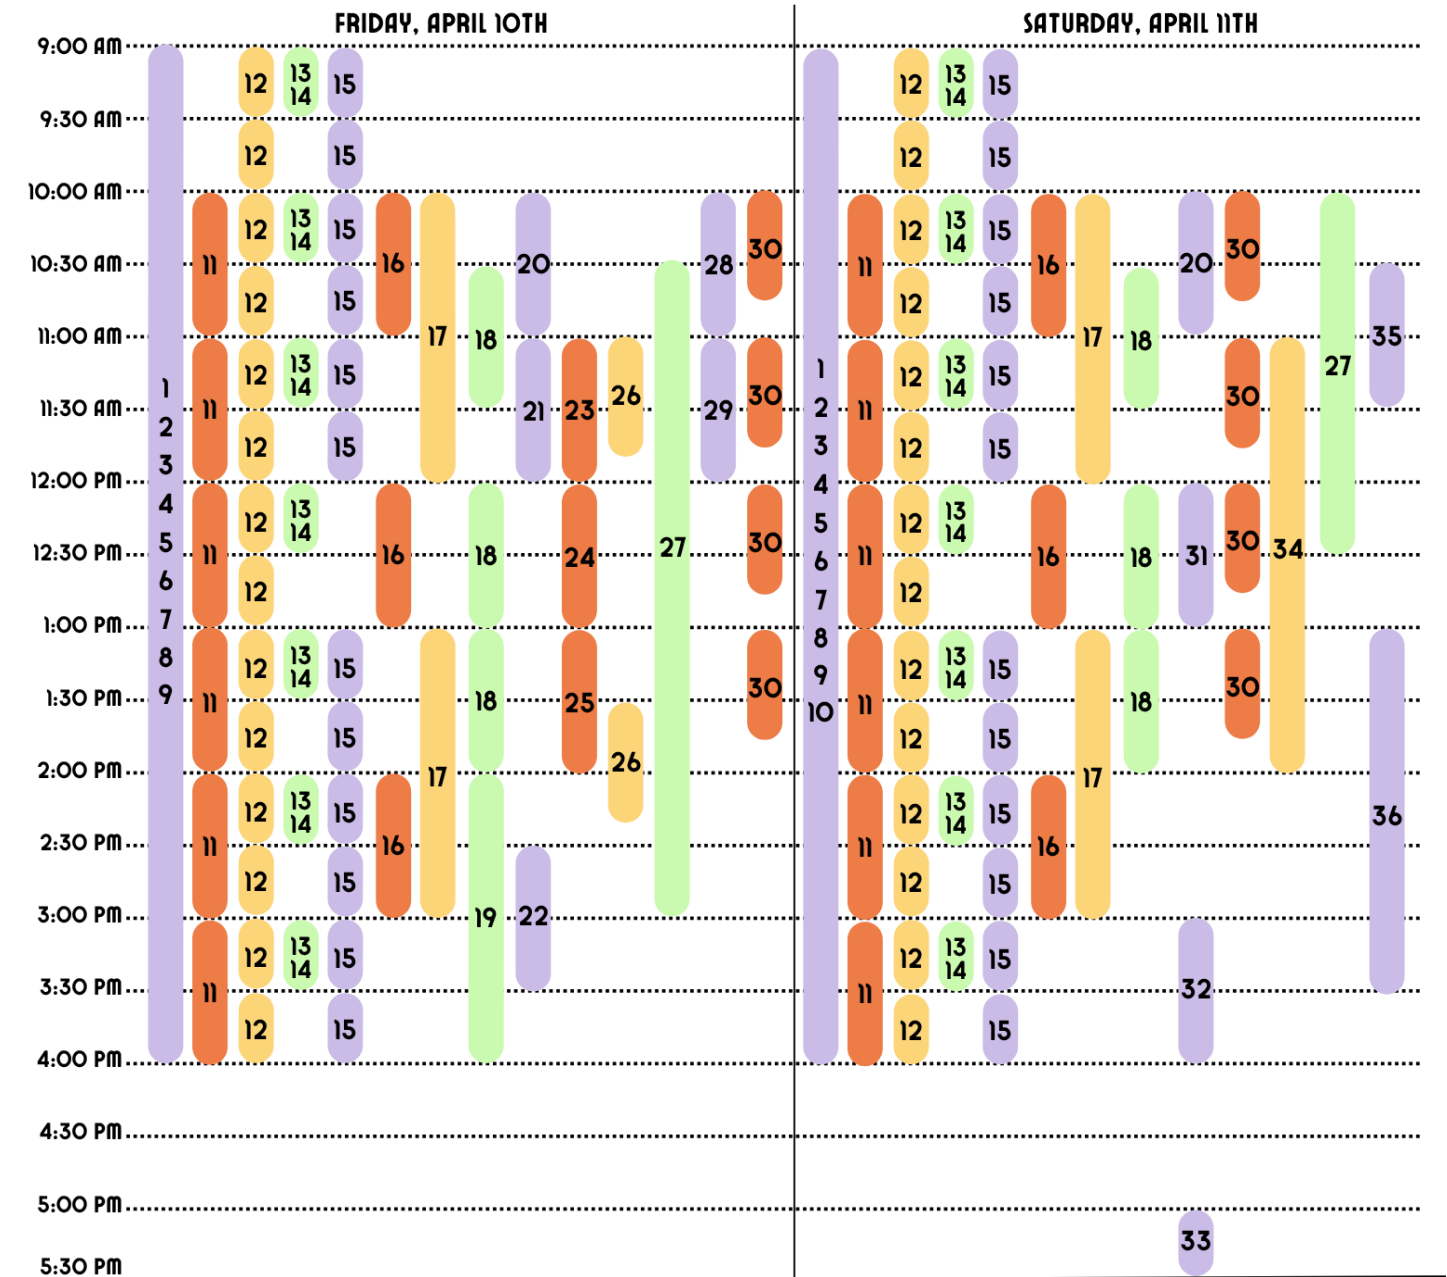 FRIDAY, APRIL 10TH
SATURDAY, APRIL 11TH
9:00 AM
12 13 15 12 13 15
14 14
9:30 AM
12 15 12 15
10:00 AM
12 13 15 30 12 13 15 30
14 14
10:30 AM
11 16 20 28 11 16 20
12 15 12 15
11:00 AM
17 18 17 18 35
12 13 15 12 13 15 27
14 14
1 26 30 1 30
11:30 AM
11 21 23 29 2 11
2 12 15 3 12 15
3
12:00 PM
4 4
12 13 12 13
14 14
5 27 30 5 30 34
12:30 PM
11 16 18 24 6 11 16 18 31
6 12 7 12
1:00 PM
7 8
8 12 13 15 9 12 13 15
14 14
9 30 30
1:30 PM
11 18 25 10 11 18
12 15 12 15
26
2:00 PM
17 17
12 13 15 12 13 15 36
14 14
2:30 PM
11 16 11 16
12 15 12 15
3:00 PM
19 22
12 13 15 12 13 15
14 14
3:30 PM
11 11 32
12 15 12 15
4:00 PM
4:30 PM
5:00 PM
33
5:30 PM